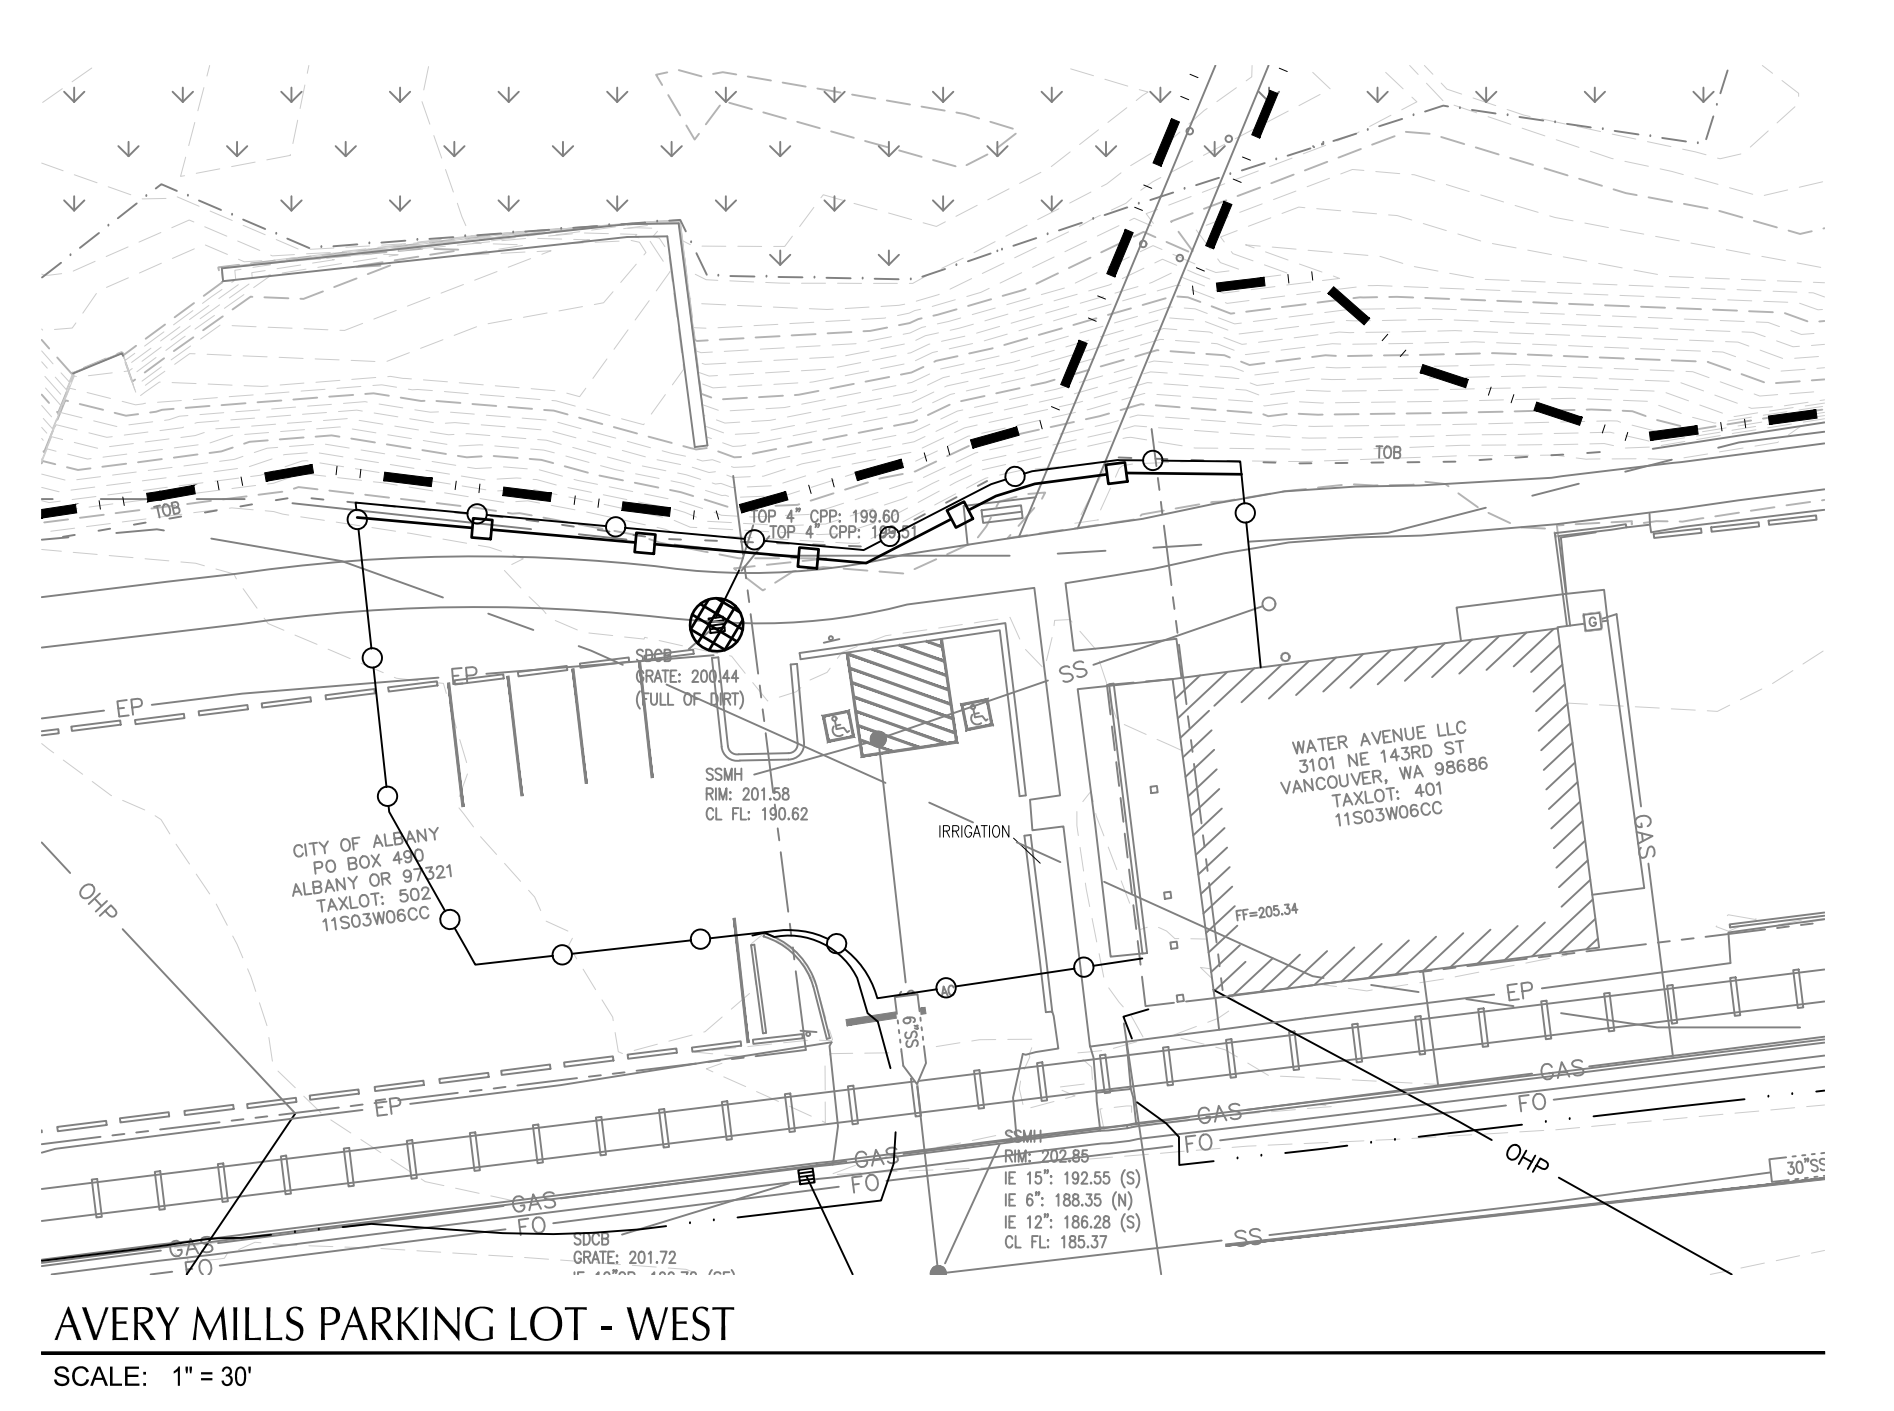 TOB
TOB
TOP 4" CPP: 199.60
TOP 4" CPP: 199.51
G
SDCB
GRATE: 200.44
(FULL OF DIRT)
EP
EP
SS
SSMH
RIM: 201.58
CL FL: 190.62
WATER AVENUE LLC
3101 NE 143RD ST
VANCOUVER, WA 98686
TAXLOT: 401
11S03W06CC
IRRIGATION
GAS
CITY OF ALBANY
PO BOX 490
ALBANY OR 97321
TAXLOT: 502
11S03W06CC
OHP
FF=205.34
AC
EP
6"SS
EP
GAS
FO
GAS
FO
SSMH
RIM: 202.85
IE 15": 192.55 (S)
IE 6": 188.35 (N)
IE 12": 186.28 (S)
CL FL: 185.37
OHP
30"SS
GAS
FO
GAS
FO
GAS
FO
SS
SDCB
GRATE: 201.72
AVERY MILLS PARKING LOT - WEST
SCALE: 1" = 30'